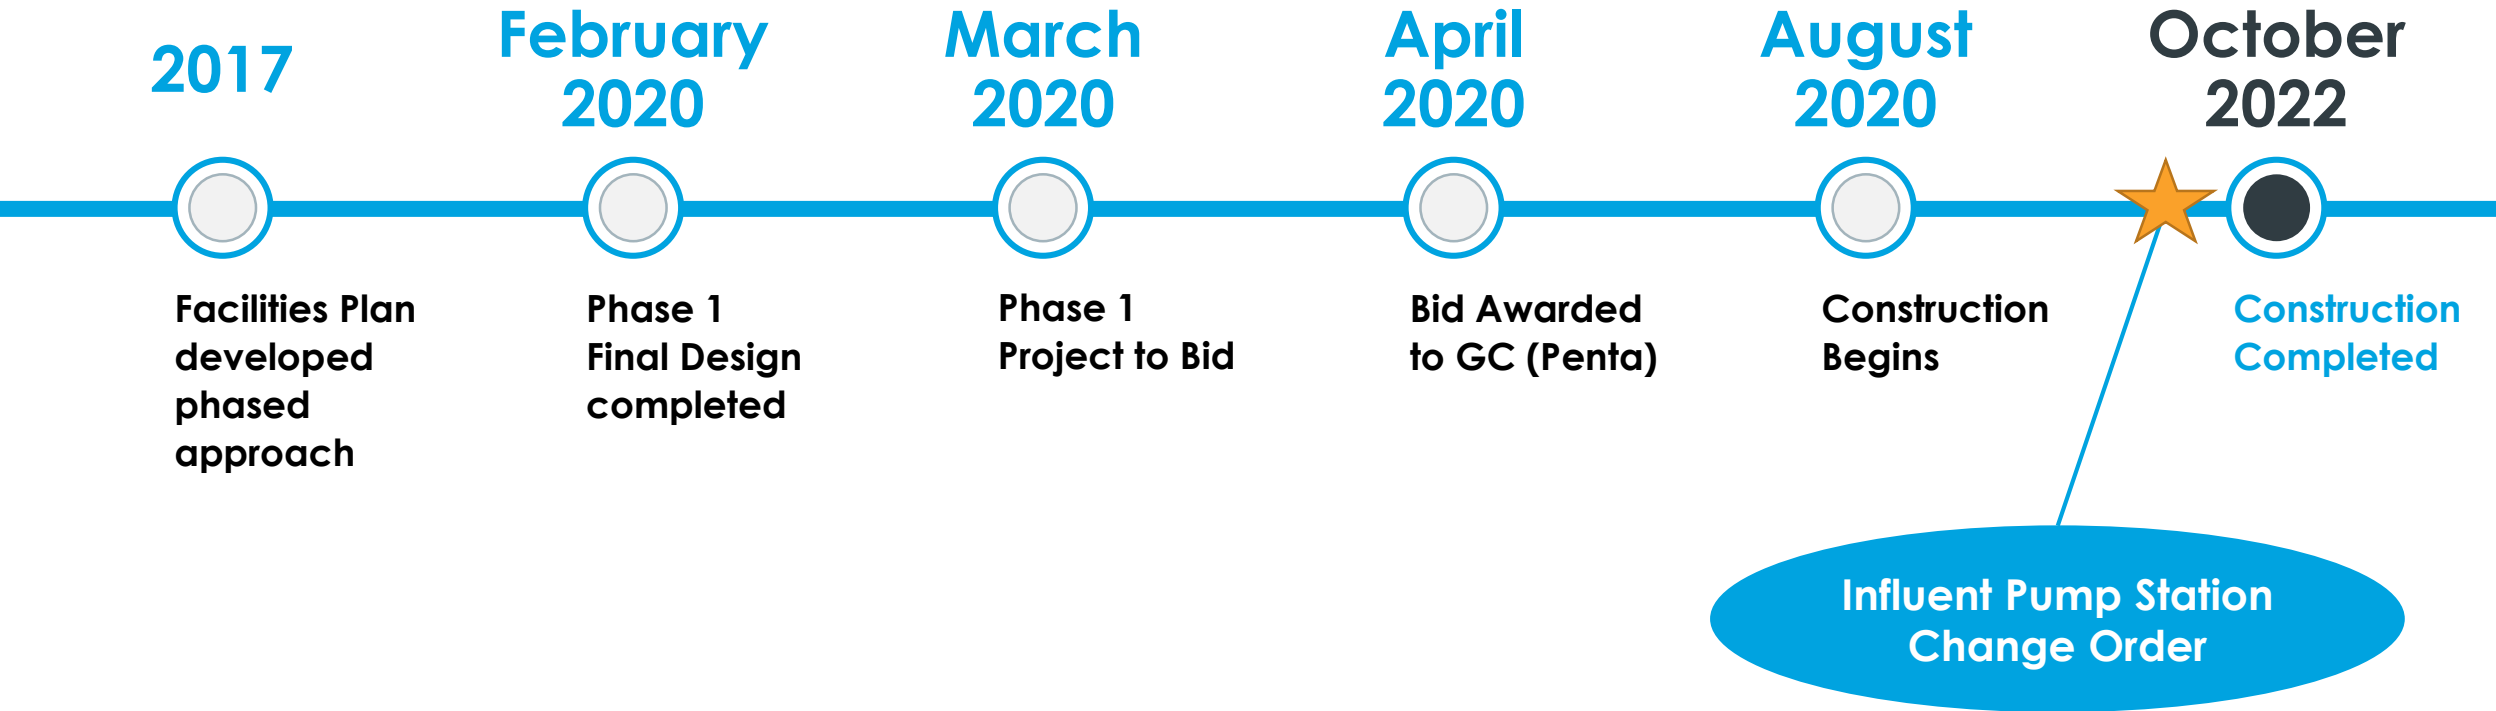 2017
February
2020
March
2020
April
2020
August
2020
October
2022
Facilities Plan
developed
phased
approach
Phase 1
Final Design
completed
Phase 1
Project to Bid
Bid Awarded
to GC (Penta)
Construction
Begins
Construction
Completed
Influent Pump Station
Change Order